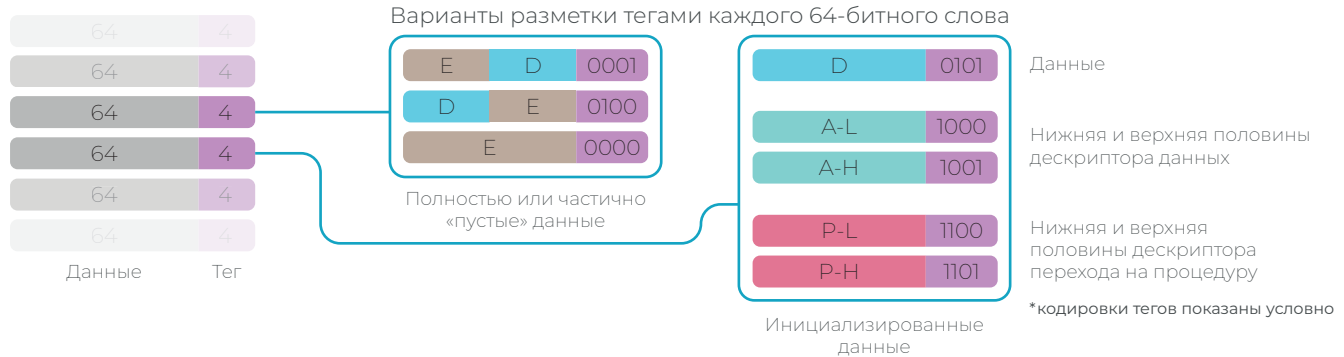 Варианты разметки тегами каждого 64-битного слова
64 4
64 4
64 4
64 4
64 4
64 4
Данные Тег
E D 0001
D E 0100
E 0000
Полностью или частично
«пустые» данные
D 0101
Данные
A-L 1000
A-H 1001
Нижняя и верхняя половины
дескриптора данных
P-L 1100
P-H 1101
Нижняя и верхняя
половины дескриптора
перехода на процедуру
*кодировки тегов показаны условно
Инициализированные
данные